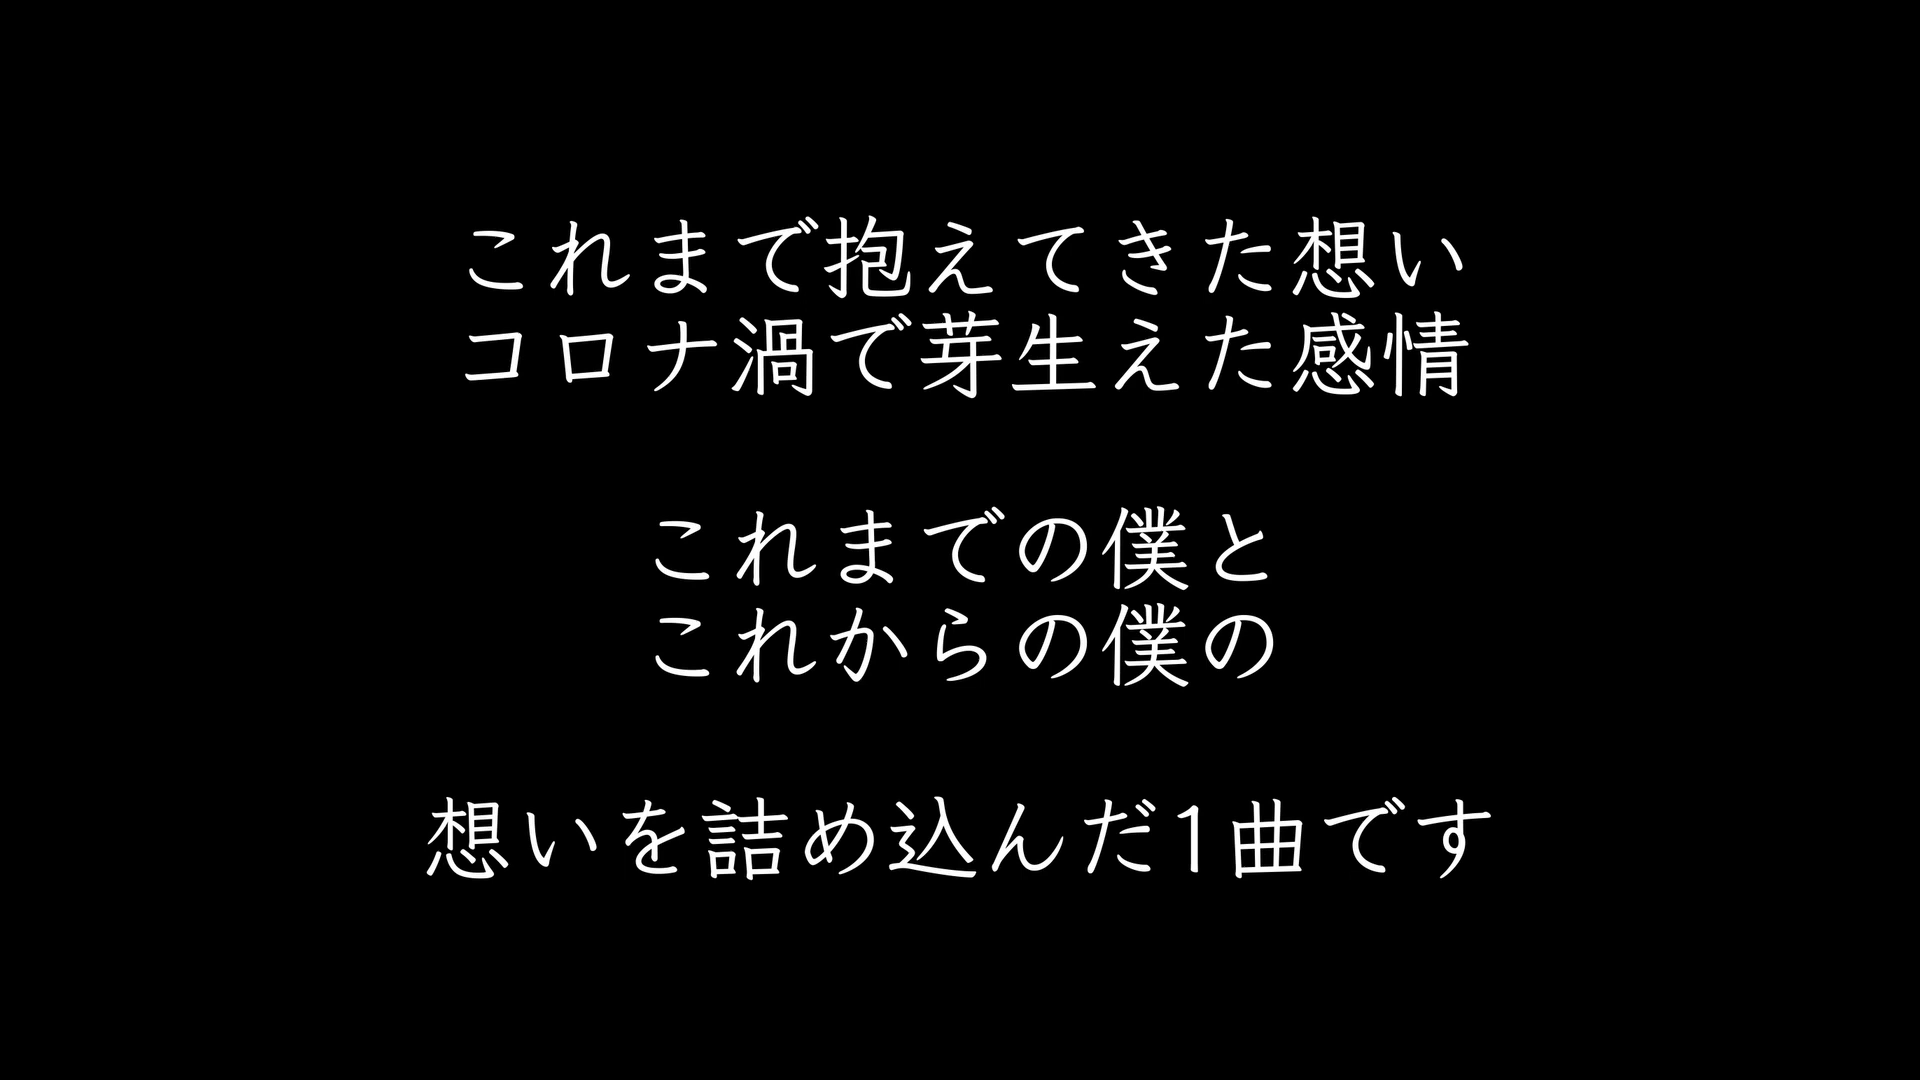 これまで抱えてきた想い
コロナ渦で芽生えた感情
これまでの僕と
これからの僕の
想いを詰め込んだ1曲です